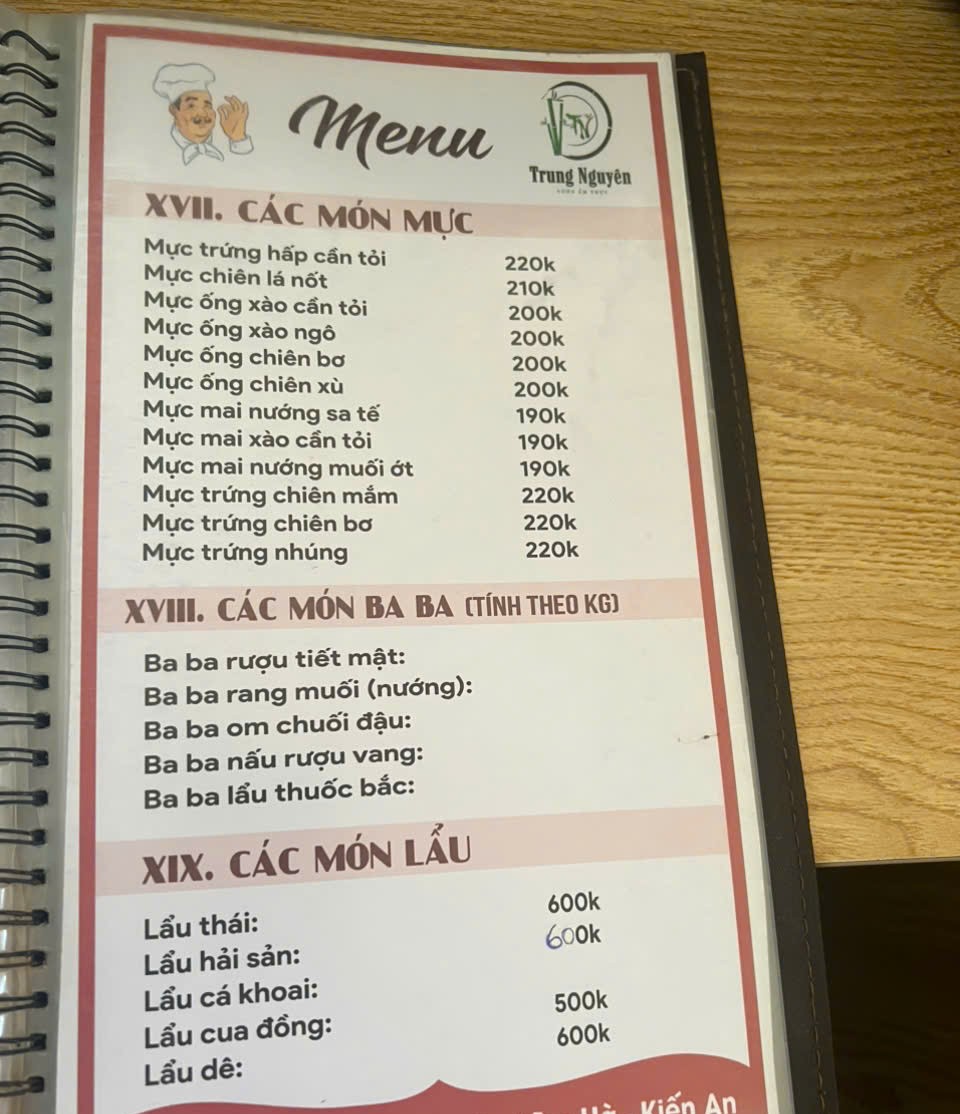 Menu
Trung Nguyên
XVII. CÁC MÓN MỰC
Mực trứng hấp cần tỏi 220k
Mực chiên lá nốt 210k
Mực ống xào cần tỏi 200k
Mực ống xào ngô 200k
Mực ống chiên bơ 200k
Mực ống chiên xù 200k
Mực mai nướng sa tế 190k
Mực mai xào cần tỏi 190k
Mực mai nướng muối ớt 190k
Mực trứng chiên mắm 220k
Mực trứng chiên bơ 220k
Mực trứng nhúng 220k
XVIII. CÁC MÓN BA BA (TÍNH THEO KG)
Ba ba rượu tiết mật:
Ba ba rang muối (nướng):
Ba ba om chuối đậu:
Ba ba nấu rượu vang:
Ba ba lẩu thuốc bắc:
XIX. CÁC MÓN LẨU
Lẩu thái: 600k
Lẩu hải sản: 600k
Lẩu cá khoai:
Lẩu cua đồng: 500k
Lẩu dê: 600k
Kiến An